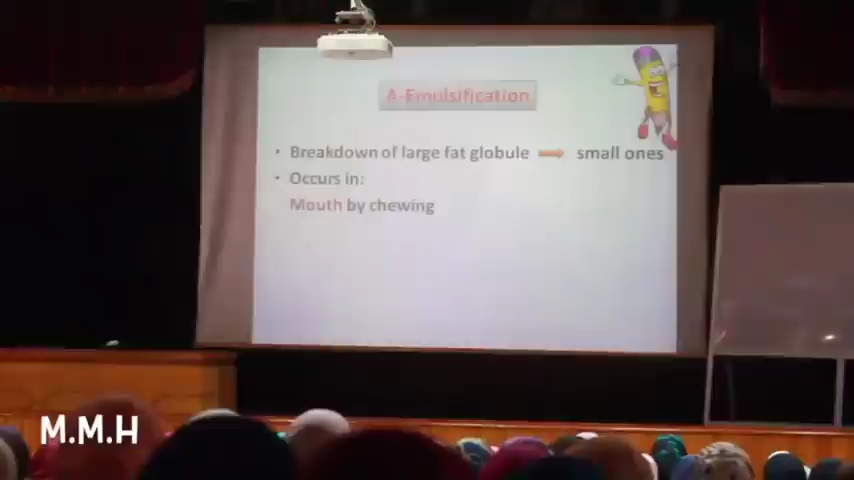 A-Emulsification
• Breakdown of large fat globule ➡ small ones
• Occurs in:
Mouth by chewing
M.M.H